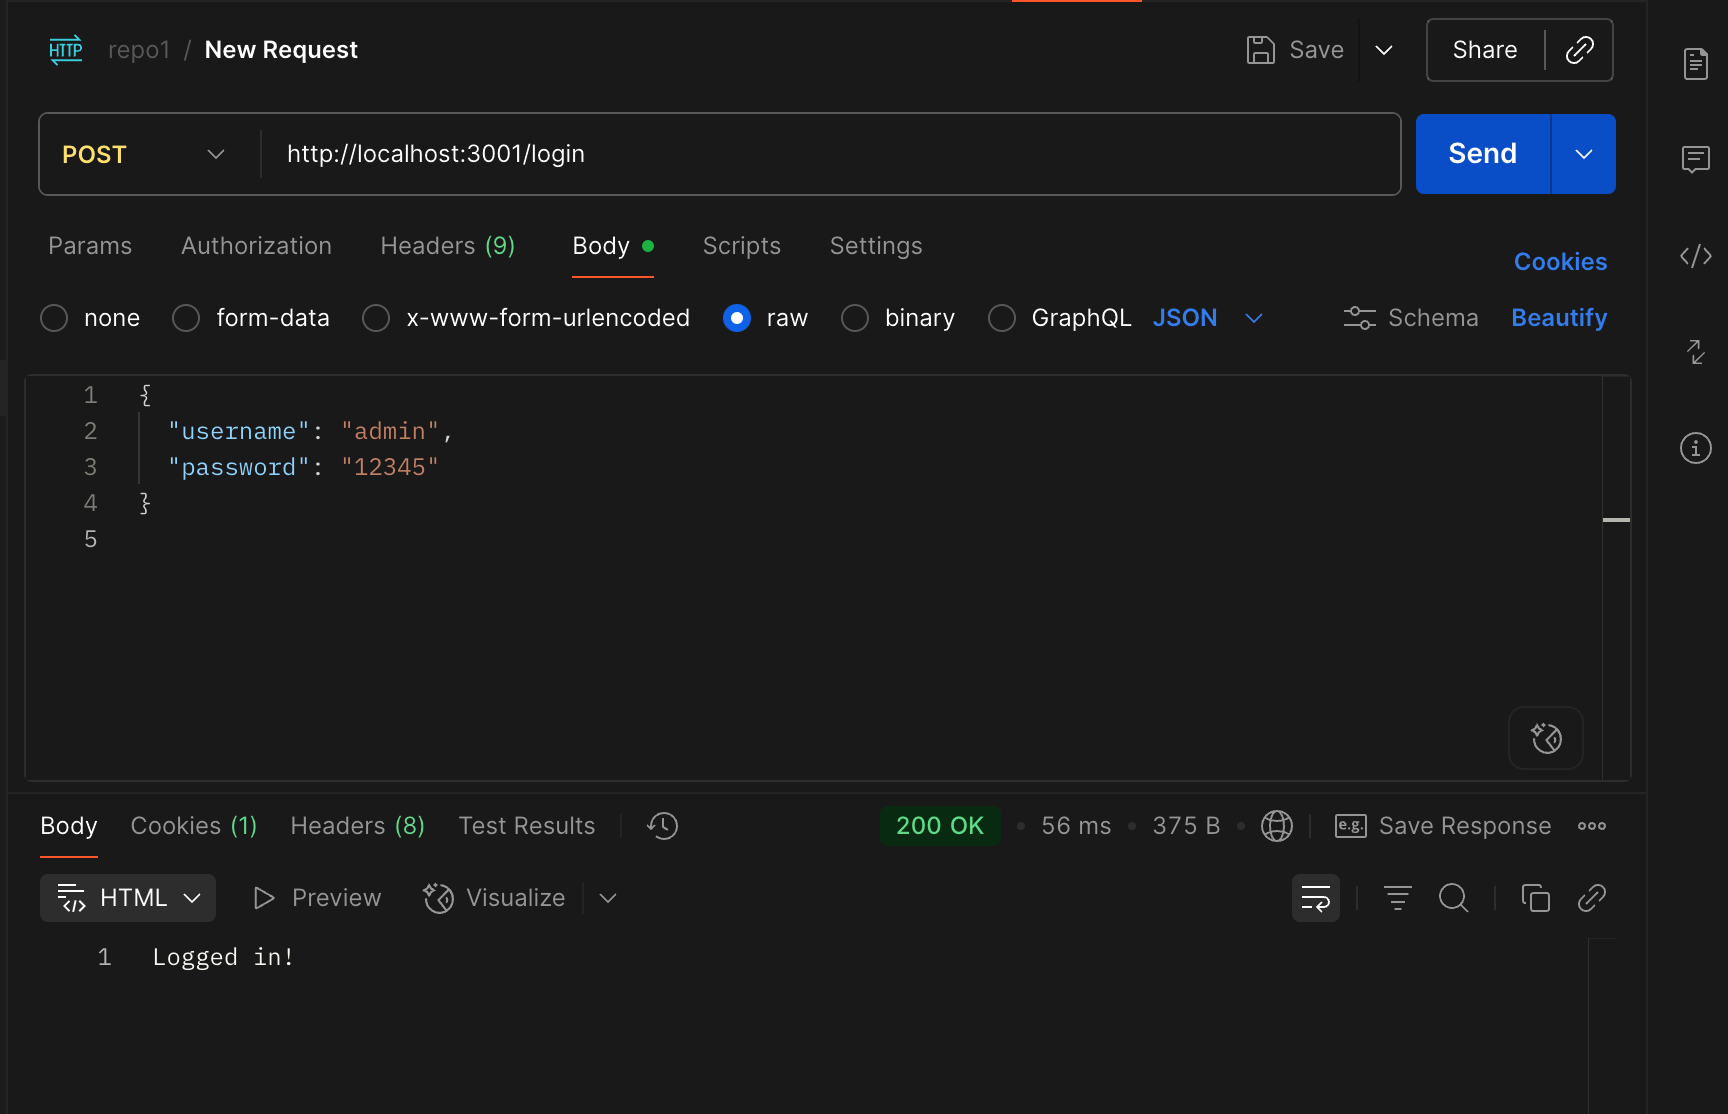 HTTP repo1 / New Request Save Share
POST http://localhost:3001/login Send
Params Authorization Headers (9) Body Scripts Settings Cookies
none form-data x-www-form-urlencoded raw binary GraphQL JSON Schema Beautify
1 {
2 "username": "admin",
3 "password": "12345"
4 }
5
Body Cookies (1) Headers (8) Test Results 200 OK • 56 ms • 375 B • e.g. Save Response
HTML Preview Visualize
1 Logged in!